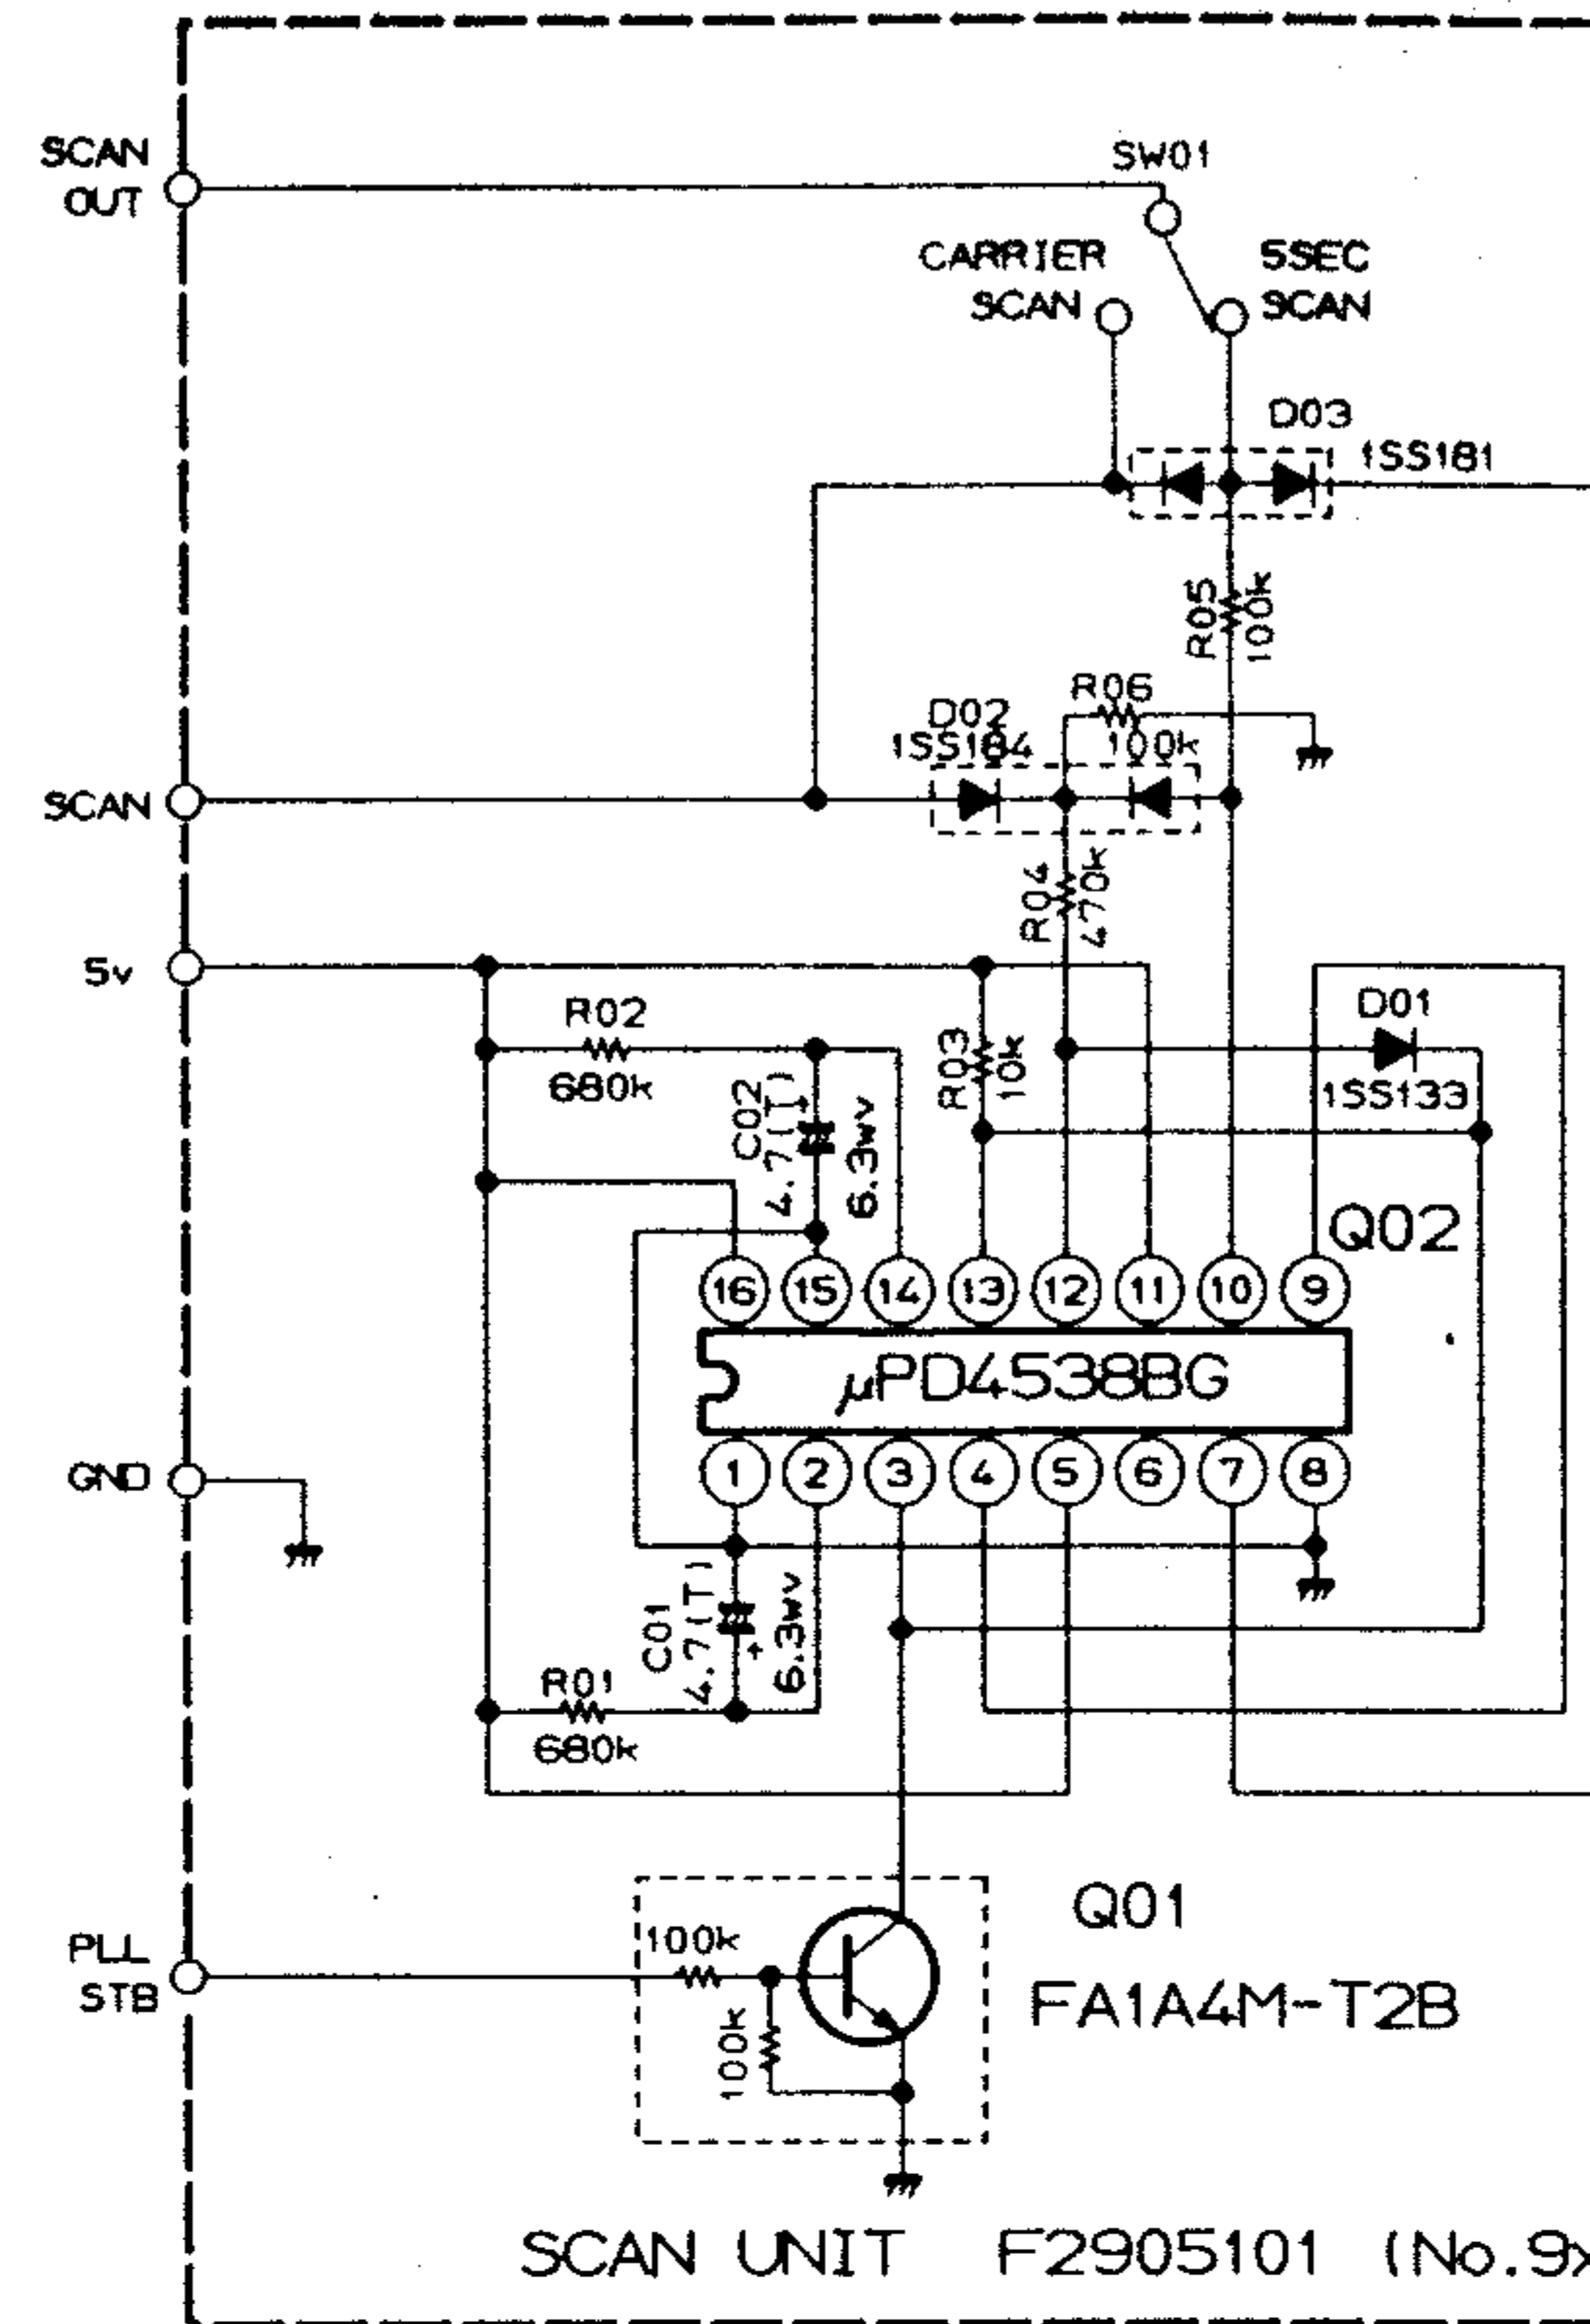 SCAN
OUT
SW01
CARRIER
SCAN
5SEC
SCAN
D03
1SS181
R05
100k
R06
100k
D02
1SS184
SCAN
R04
470k
5v
R02
680k
C02
4.7(T)
+
6.3wv
R03
10k
D01
1SS133
Q02
16 15 14 13 12 11 10 9
μPD4538BG
1 2 3 4 5 6 7 8
GND
C01
4.7(T)
+
6.3wv
R01
680k
PLL
STB
100k
100k
Q01
FA1A4M-T2B
SCAN UNIT F2905101 (No.9